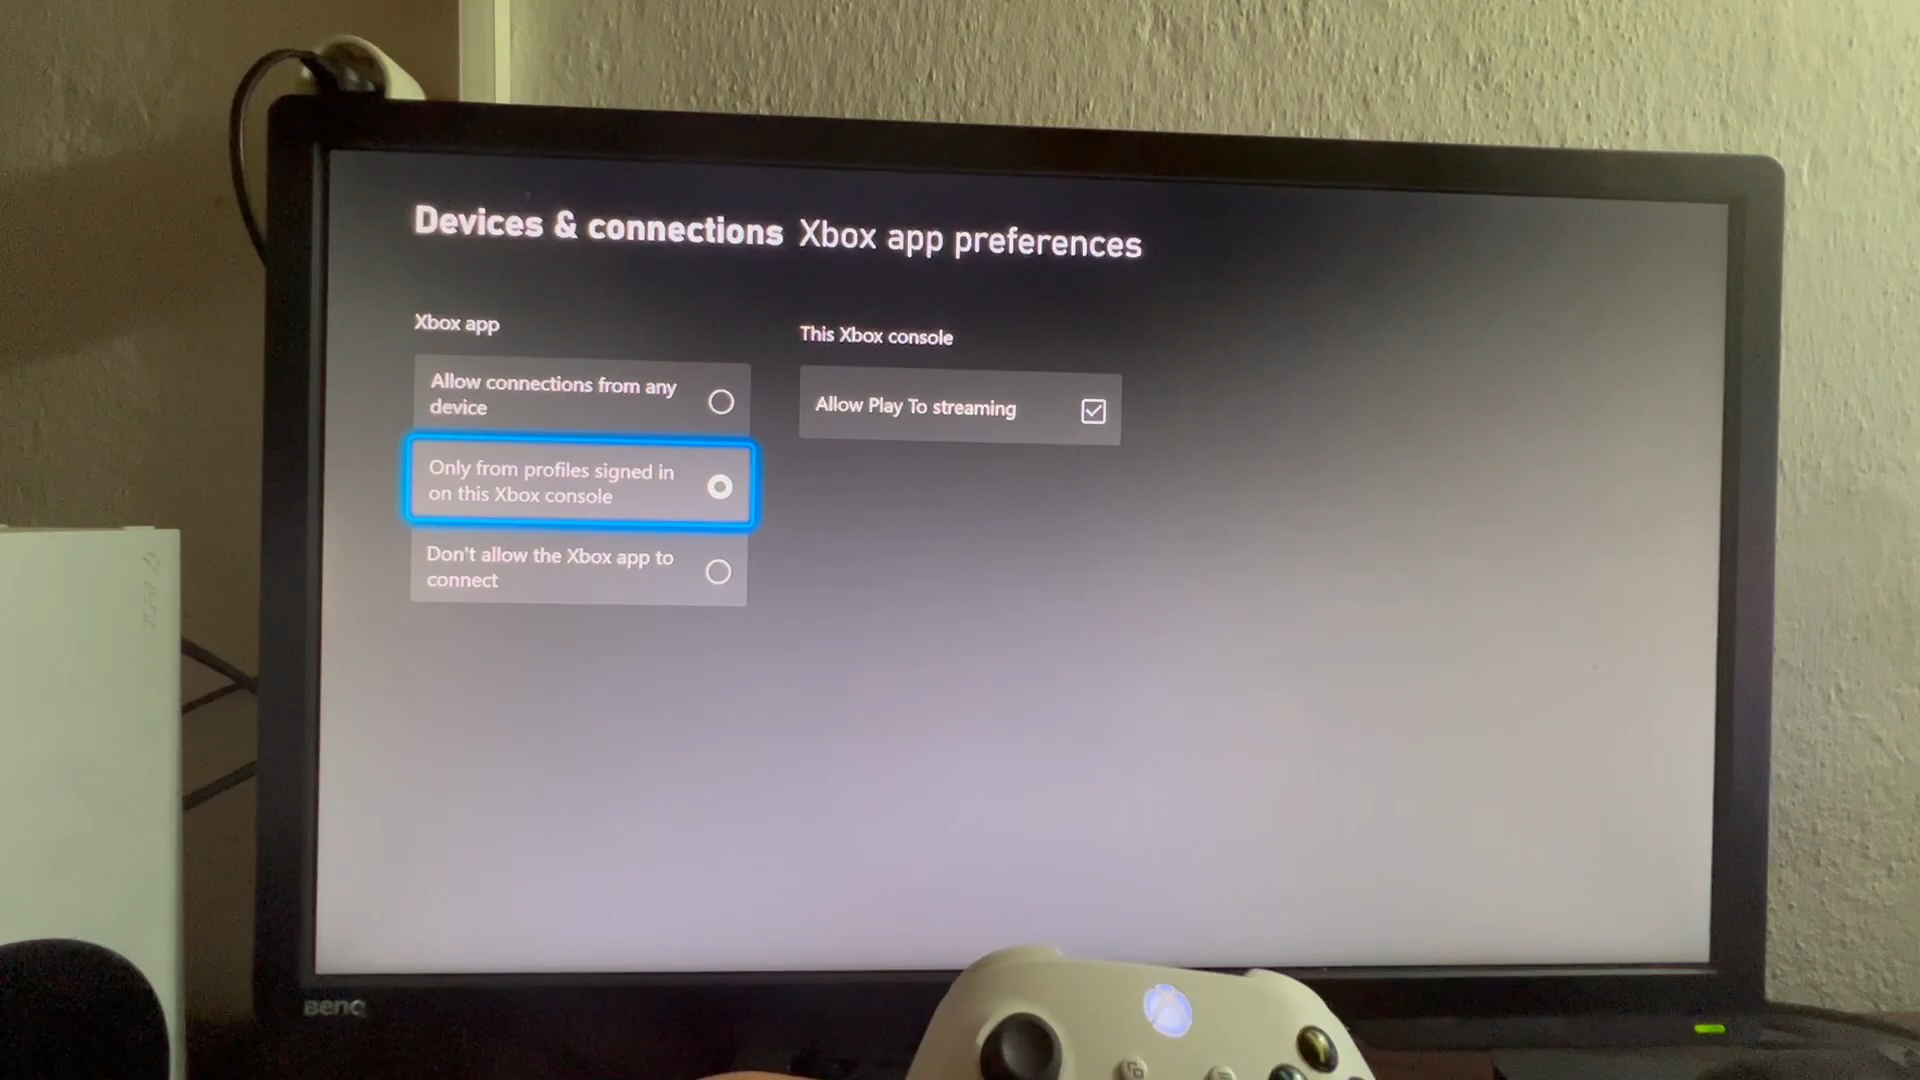 Devices & connections Xbox app preferences
Xbox app
Allow connections from any
device
Only from profiles signed in
on this Xbox console
Don't allow the Xbox app to
connect
This Xbox console
Allow Play To streaming
BenQ
Y